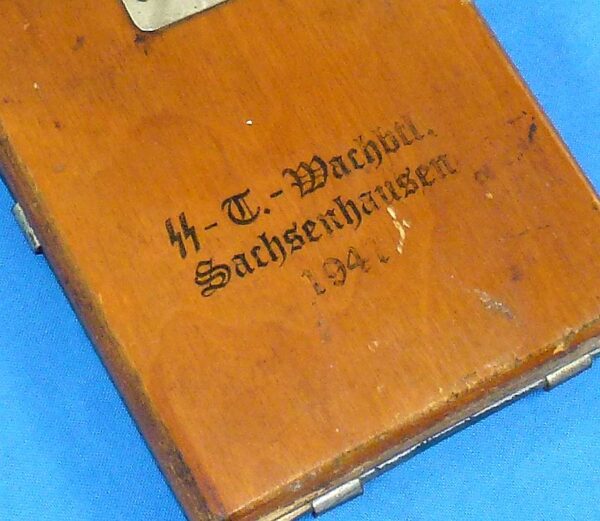 ᛋᛋ-T.-Wachbtl.
Sachsenhausen
1941